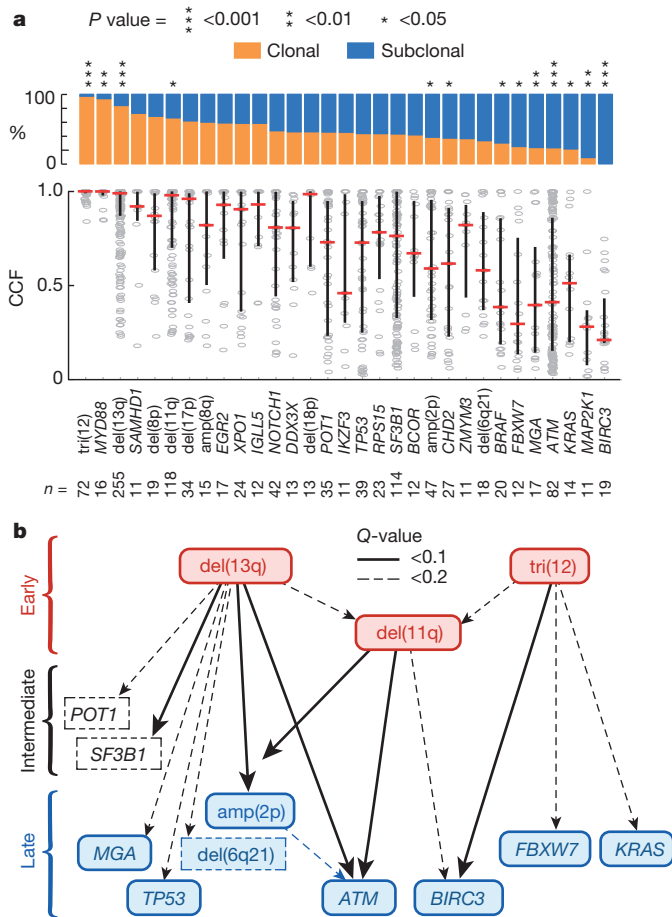 a
P value = *** <0.001 ** <0.01 * <0.05
Clonal Subclonal
*** ** *** * * * * * ** *** * ** ***
100
%
0
1.0
CCF
0.5
0
tri(12) MYD88 del(13q) SAMHD1 del(8p) del(11q) del(17p) amp(8q) EGR2 XPO1 IGLL5 NOTCH1 DDX3X del(18p) POT1 IKZF3 TP53 RPS15 SF3B1 BCOR amp(2p) CHD2 ZMYM3 del(6q21) BRAF FBXW7 MGA ATM KRAS MAP2K1 BIRC3
n = 72 16 255 11 19 118 34 15 17 24 12 42 13 13 35 11 39 23 114 12 47 27 11 18 20 12 17 82 14 11 19
b
Q-value
<0.1
<0.2
Early
del(13q)
tri(12)
del(11q)
Intermediate
POT1
SF3B1
Late
amp(2p)
MGA
del(6q21)
FBXW7
KRAS
TP53
ATM
BIRC3